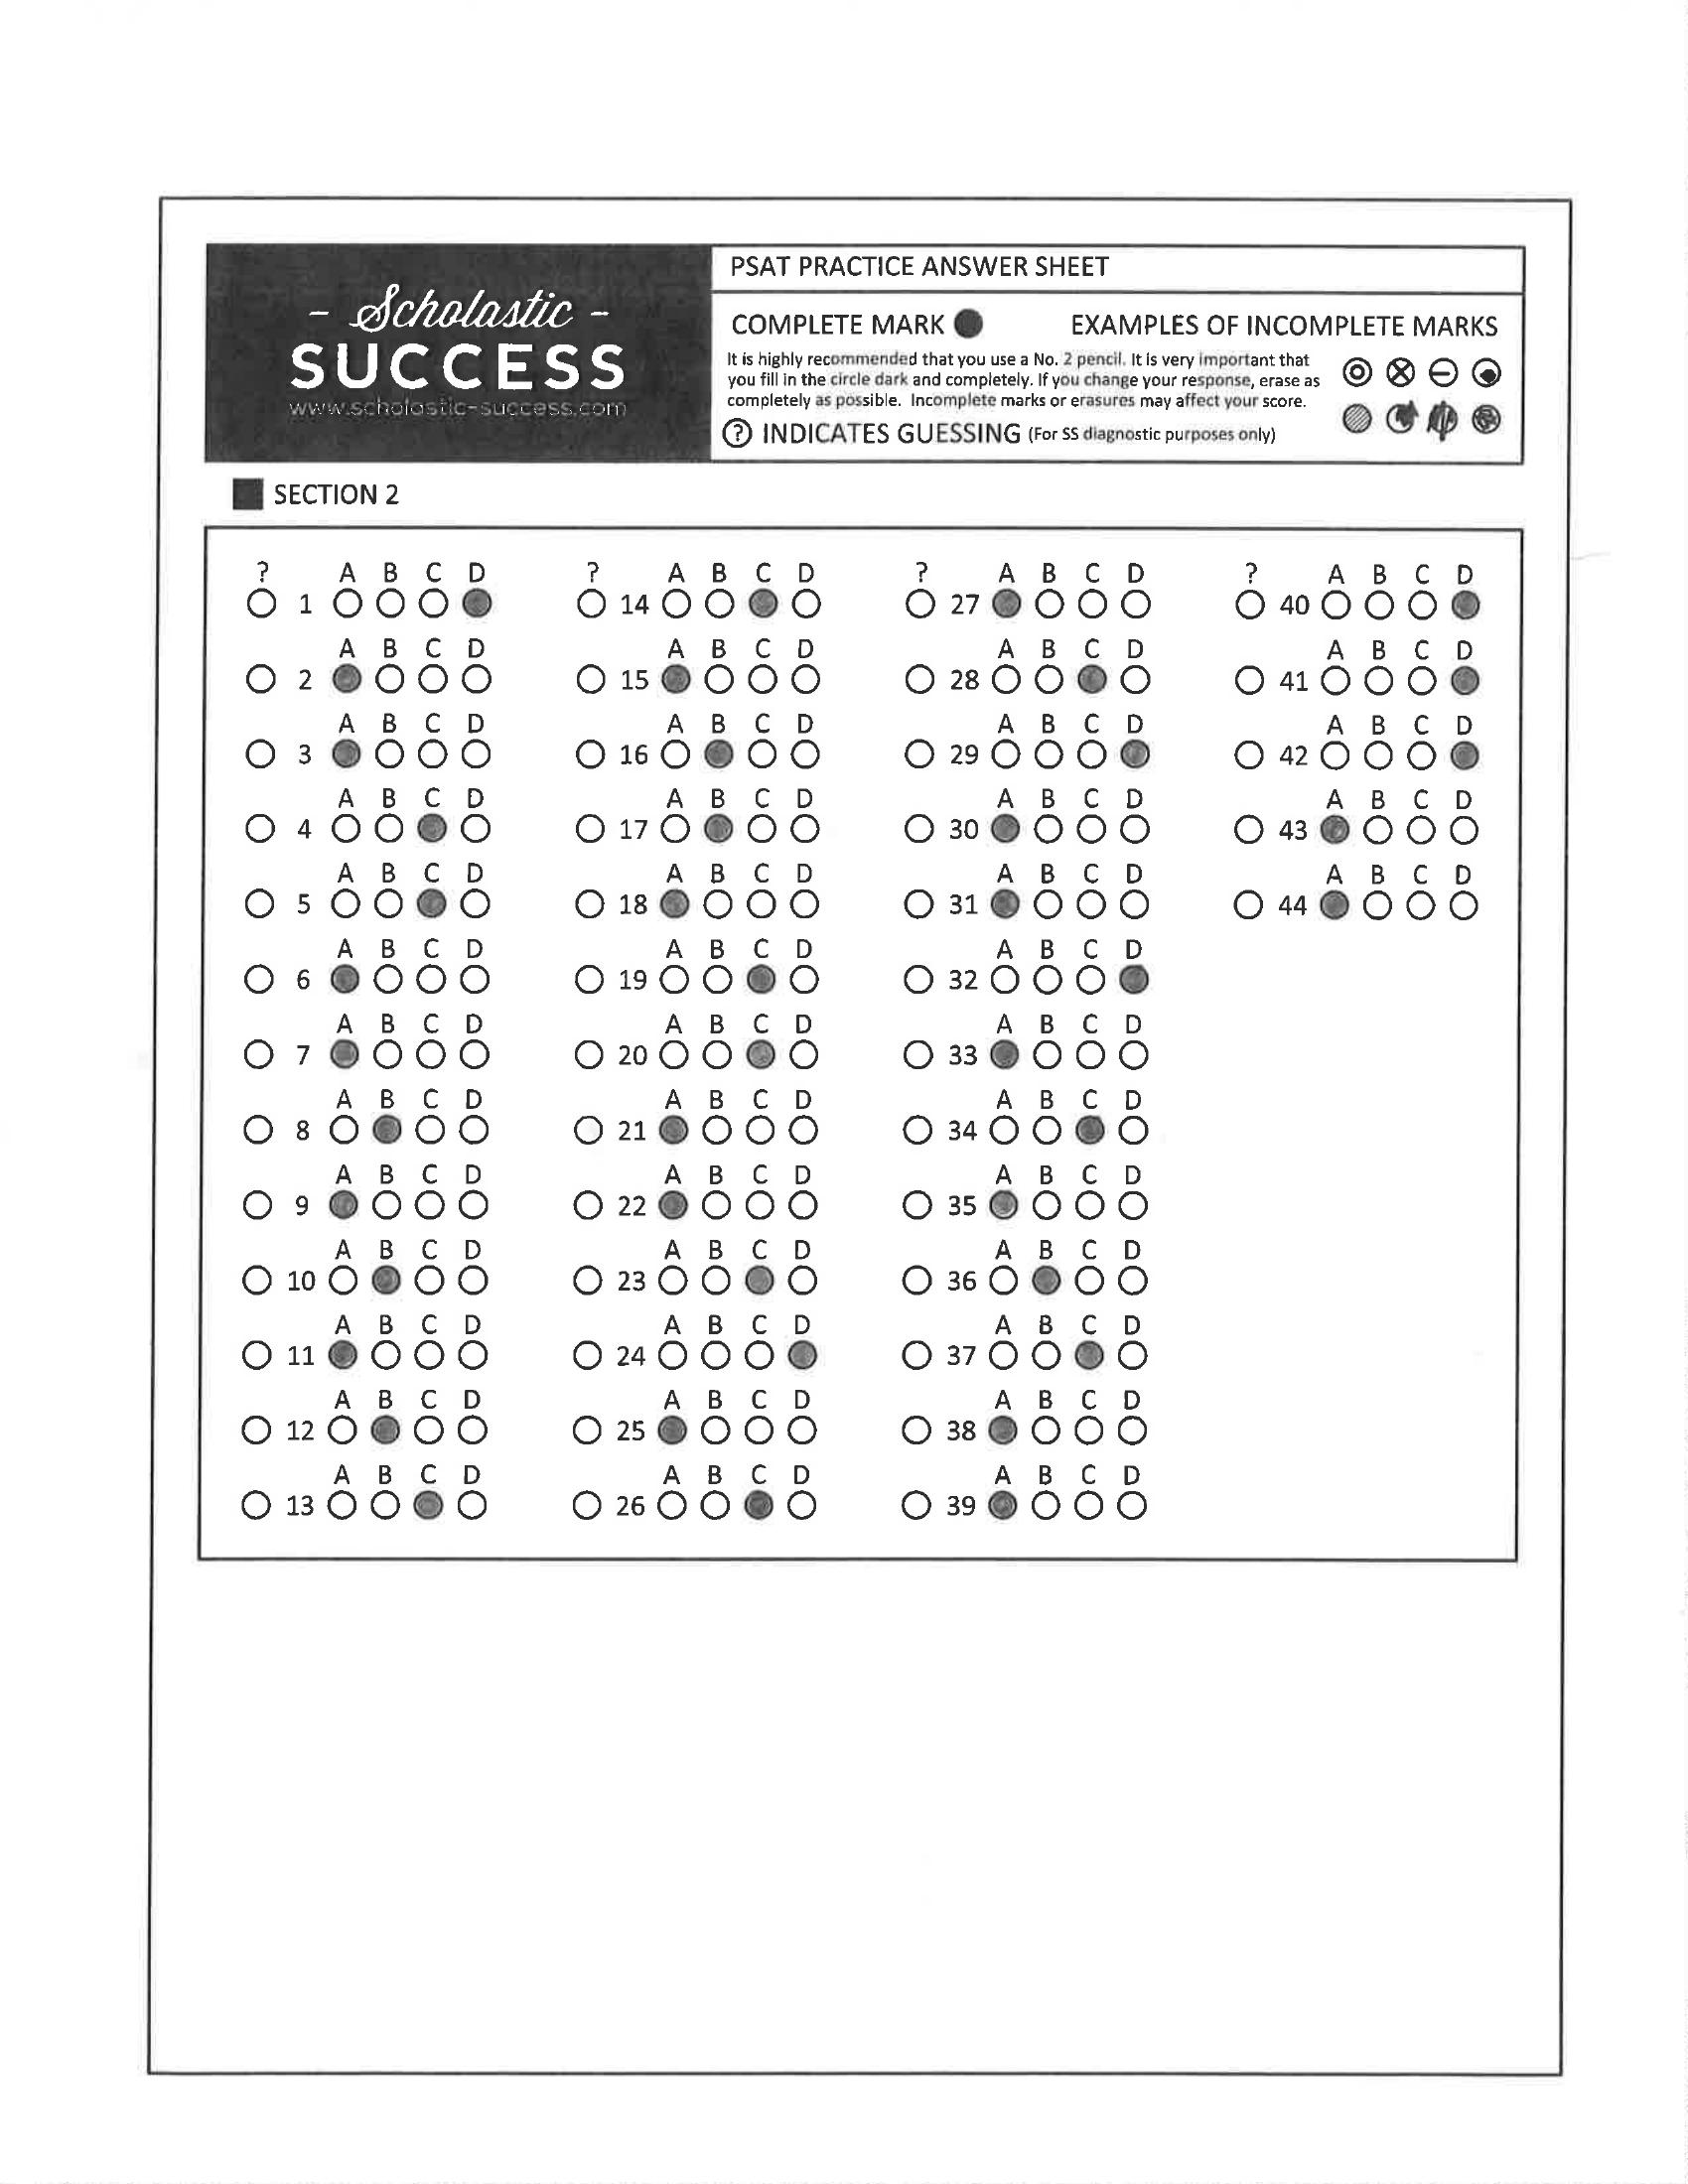 - Scholastic -
SUCCESS
www.scholastic-success.com
PSAT PRACTICE ANSWER SHEET
COMPLETE MARK
EXAMPLES OF INCOMPLETE MARKS
It is highly recommended that you use a No. 2 pencil. It is very important that
you fill in the circle dark and completely. If you change your response, erase as
completely as possible. Incomplete marks or erasures may affect your score.
? INDICATES GUESSING (For SS diagnostic purposes only)
SECTION 2
? A B C D
1
A B C D
2
A B C D
3
A B C D
4
A B C D
5
A B C D
6
A B C D
7
A B C D
8
A B C D
9
A B C D
10
A B C D
11
A B C D
12
A B C D
13
? A B C D
14
A B C D
15
A B C D
16
A B C D
17
A B C D
18
A B C D
19
A B C D
20
A B C D
21
A B C D
22
A B C D
23
A B C D
24
A B C D
25
A B C D
26
? A B C D
27
A B C D
28
A B C D
29
A B C D
30
A B C D
31
A B C D
32
A B C D
33
A B C D
34
A B C D
35
A B C D
36
A B C D
37
A B C D
38
A B C D
39
? A B C D
40
A B C D
41
A B C D
42
A B C D
43
A B C D
44